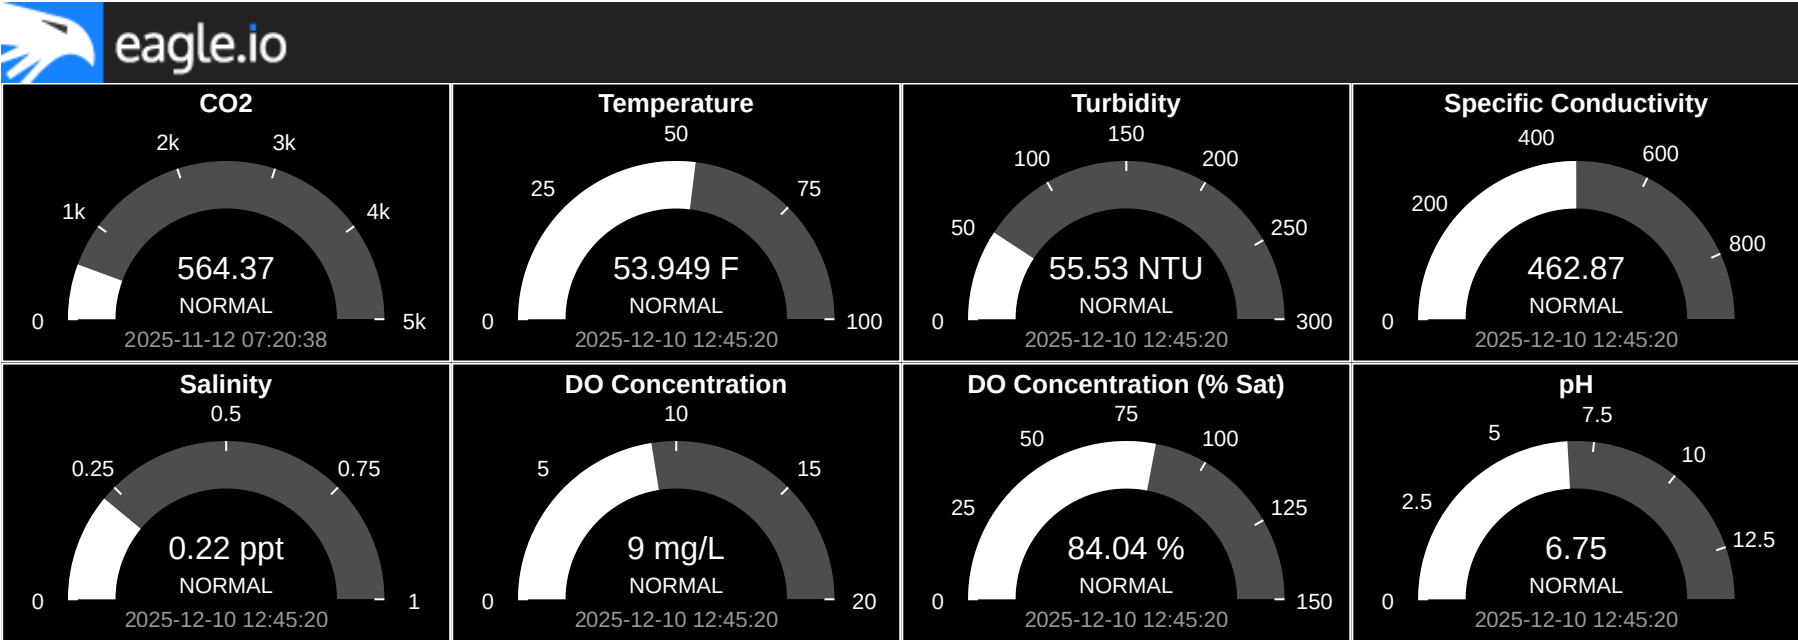 eagle.io
CO2
0
1k
2k
3k
4k
5k
564.37
NORMAL
2025-11-12 07:20:38
Temperature
0
25
50
75
100
53.949 F
NORMAL
2025-12-10 12:45:20
Turbidity
0
50
100
150
200
250
300
55.53 NTU
NORMAL
2025-12-10 12:45:20
Specific Conductivity
0
200
400
600
800
462.87
NORMAL
2025-12-10 12:45:20
Salinity
0
0.25
0.5
0.75
1
0.22 ppt
NORMAL
2025-12-10 12:45:20
DO Concentration
0
5
10
15
20
9 mg/L
NORMAL
2025-12-10 12:45:20
DO Concentration (% Sat)
0
25
50
75
100
125
150
84.04 %
NORMAL
2025-12-10 12:45:20
pH
0
2.5
5
7.5
10
12.5
6.75
NORMAL
2025-12-10 12:45:20